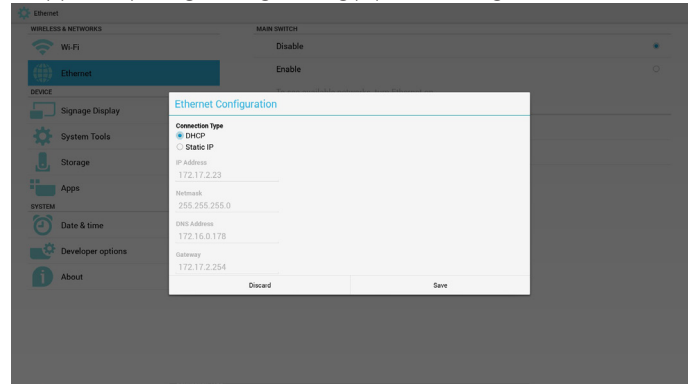 Ethernet
WIRELESS & NETWORKS
Wi-Fi
Ethernet
DEVICE
Signage Display
System Tools
Storage
Apps
SYSTEM
Date & time
Developer options
About
MAIN SWITCH
Disable
Enable
Ethernet Configuration
Connection Type
DHCP
Static IP
IP Address
172.17.2.23
Netmask
255.255.255.0
DNS Address
172.16.0.178
Gateway
172.17.2.254
Discard
Save